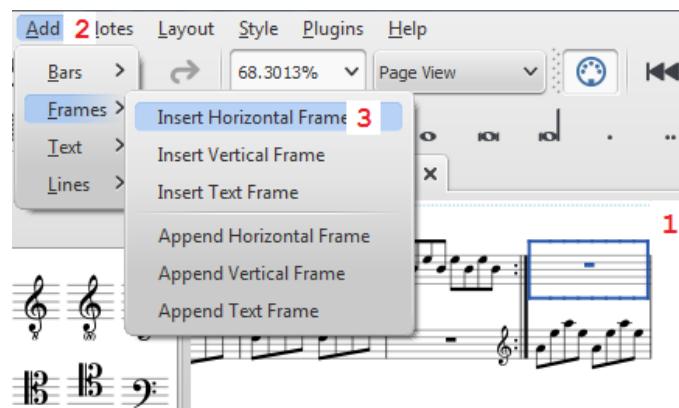 Add 2 lotes Layout Style Plugins Help
Bars 68.3013% Page View
Frames Insert Horizontal Frame 3
Text Insert Vertical Frame
Lines Insert Text Frame
1
Append Horizontal Frame
Append Vertical Frame
Append Text Frame